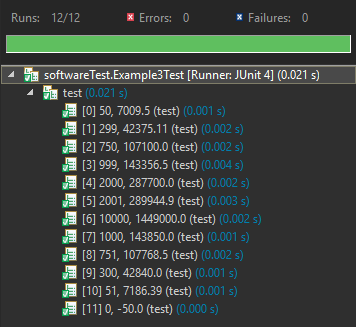 Runs: 12/12 Errors: 0 Failures: 0
softwareTest.Example3Test [Runner: JUnit 4] (0.021 s)
test (0.021 s)
[0] 50, 7009.5 (test) (0.001 s)
[1] 299, 42375.11 (test) (0.002 s)
[2] 750, 107100.0 (test) (0.002 s)
[3] 999, 143356.5 (test) (0.004 s)
[4] 2000, 287700.0 (test) (0.002 s)
[5] 2001, 289944.9 (test) (0.003 s)
[6] 10000, 1449000.0 (test) (0.002 s)
[7] 1000, 143850.0 (test) (0.001 s)
[8] 751, 107768.5 (test) (0.002 s)
[9] 300, 42840.0 (test) (0.001 s)
[10] 51, 7186.39 (test) (0.001 s)
[11] 0, -50.0 (test) (0.000 s)